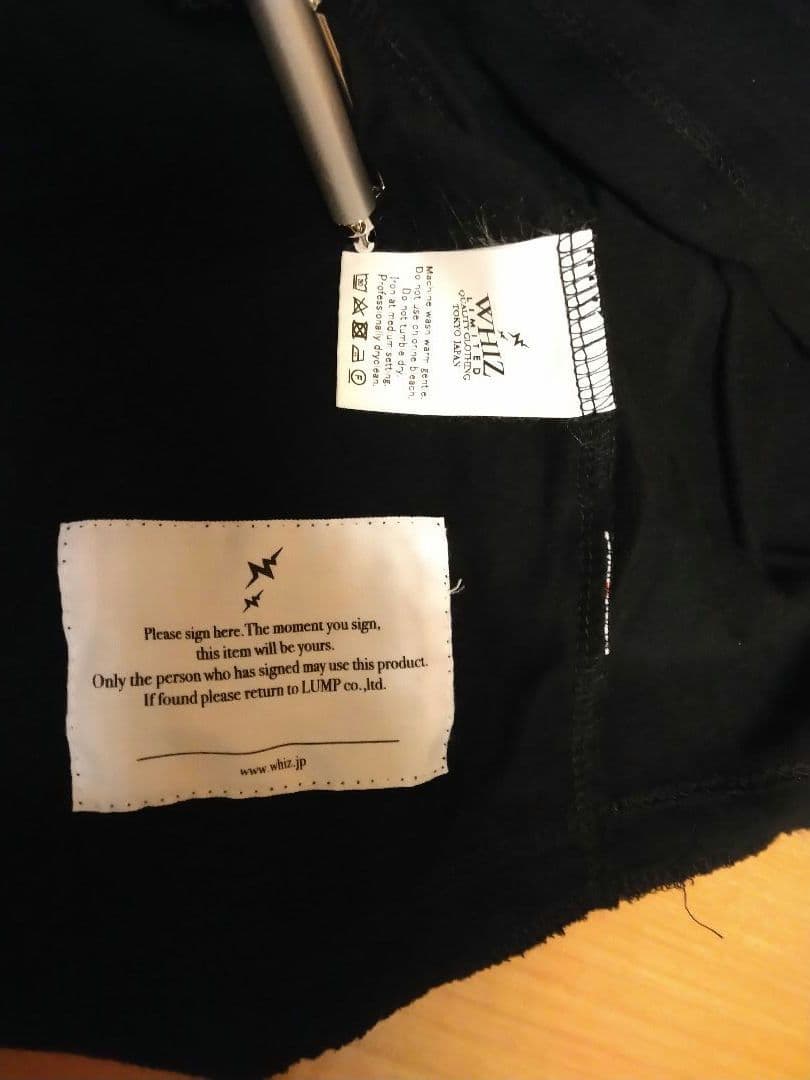 WHIZ
LIMITED
QUALITY CLOTHING
TOKYO JAPAN
Machine wash warm gentle.
Do not use chlorine bleach.
Do not tumble dry.
Iron at medium setting.
Professionally dryclean.
Please sign here. The moment you sign,
this item will be yours.
Only the person who has signed may use this product.
If found please return to LUMP co.,ltd.
www.whiz.jp